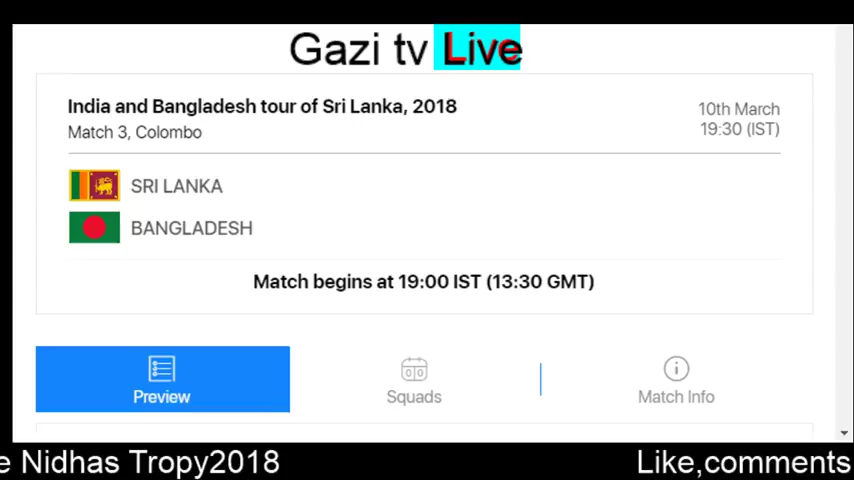 Gazi tv Live
India and Bangladesh tour of Sri Lanka, 2018
10th March
Match 3, Colombo
19:30 (IST)
SRI LANKA
BANGLADESH
Match begins at 19:00 IST (13:30 GMT)
Preview
Squads
Match Info
e Nidhas Tropy2018
Like,comments